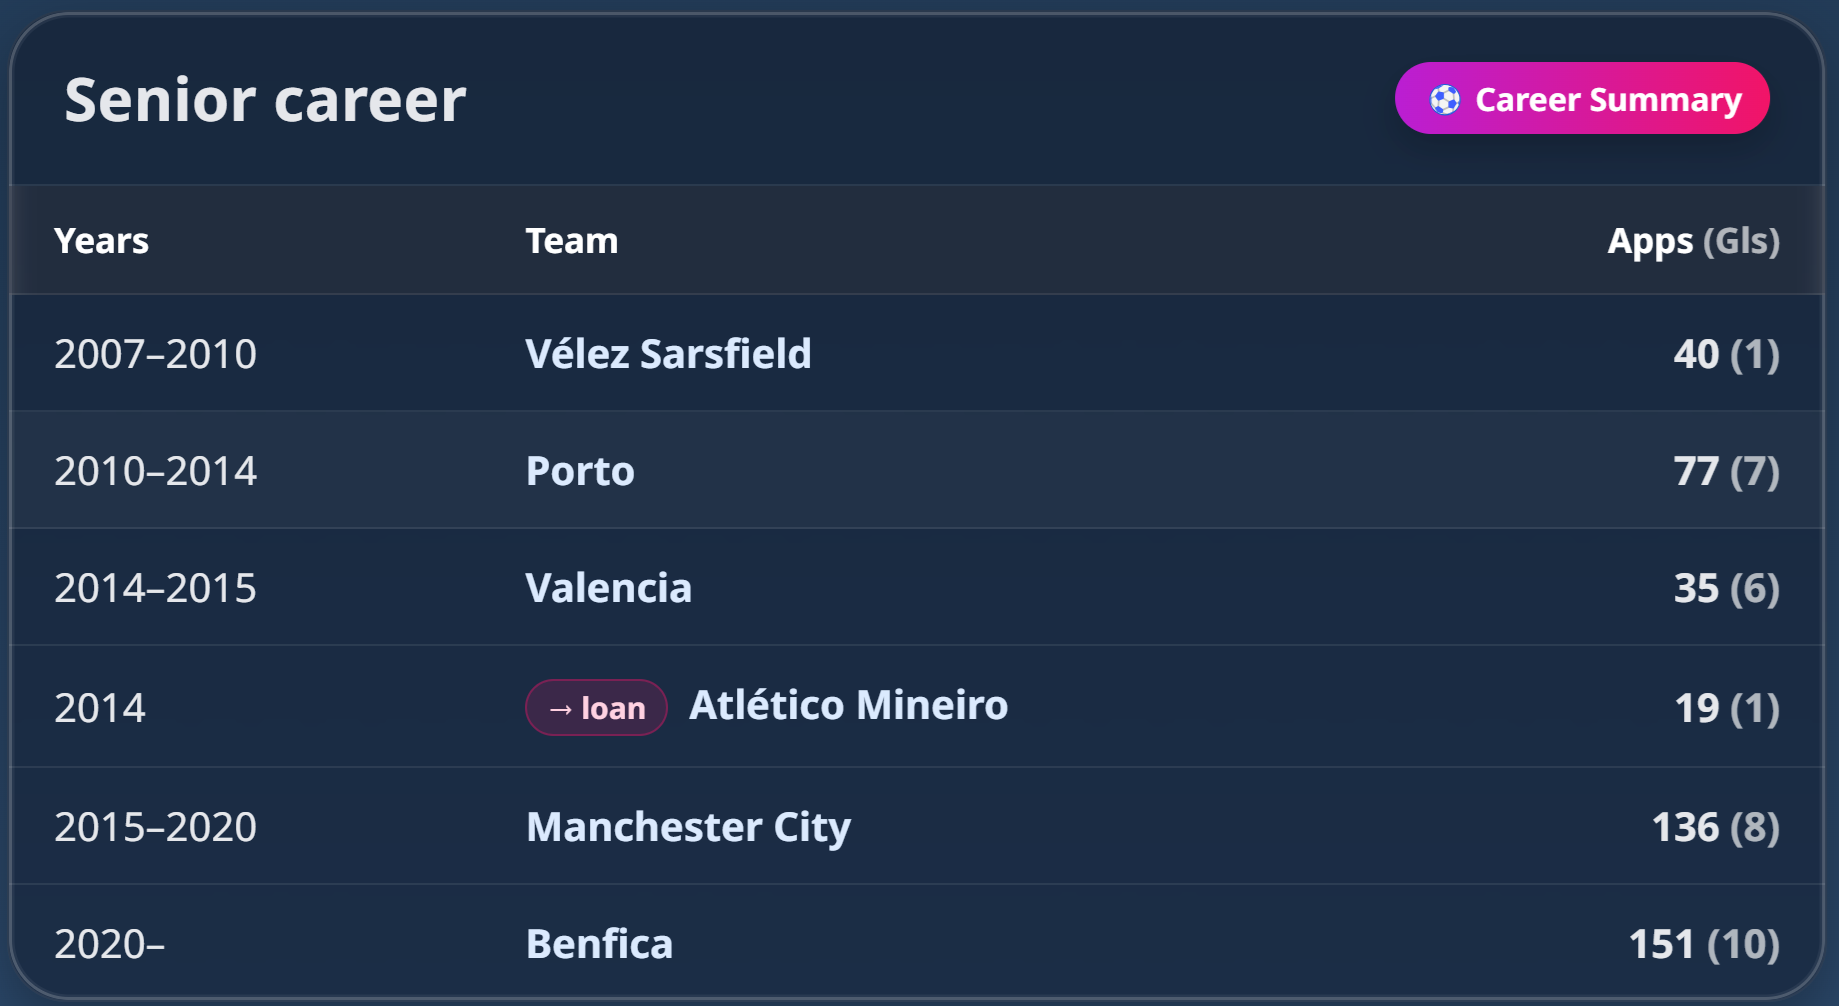 Senior career
⚽ Career Summary
Years Team Apps (Gls)
2007–2010 Vélez Sarsfield 40 (1)
2010–2014 Porto 77 (7)
2014–2015 Valencia 35 (6)
2014 → loan Atlético Mineiro 19 (1)
2015–2020 Manchester City 136 (8)
2020– Benfica 151 (10)